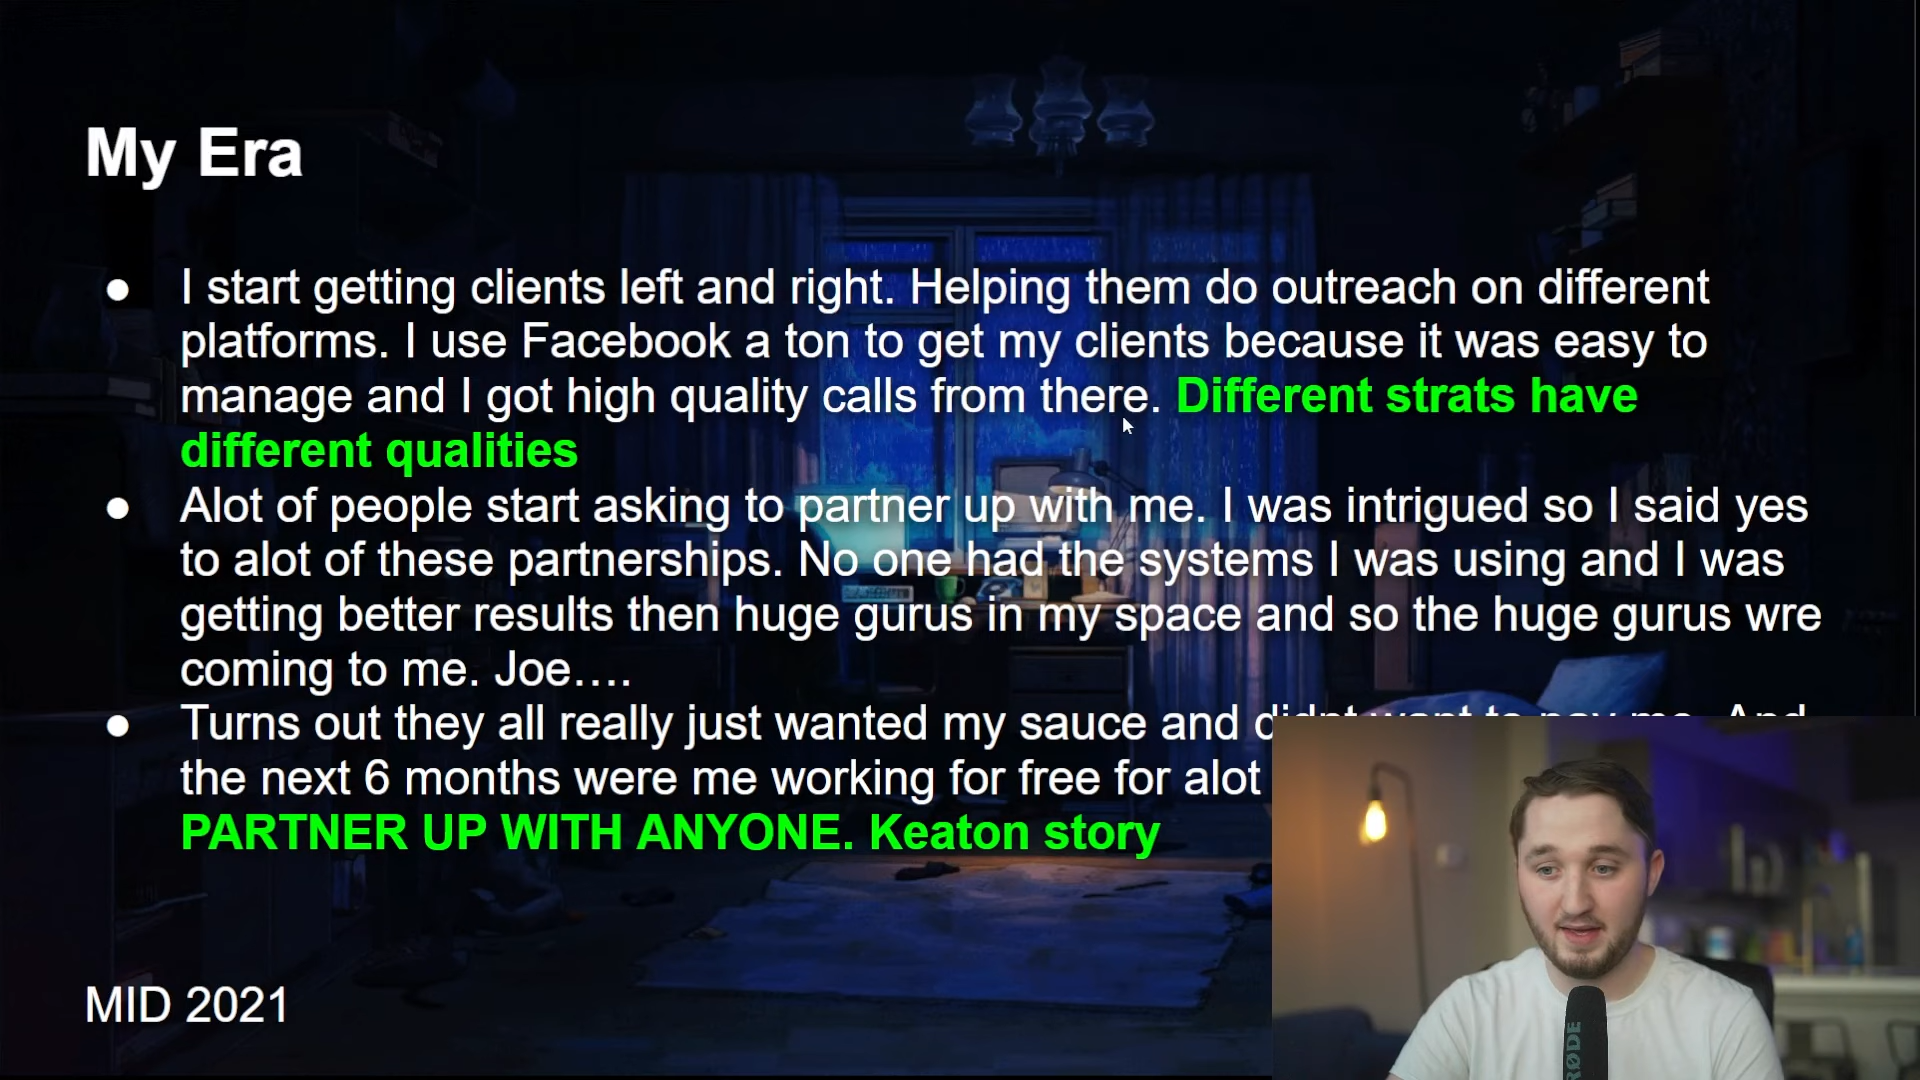 My Era
● I start getting clients left and right. Helping them do outreach on different
platforms. I use Facebook a ton to get my clients because it was easy to
manage and I got high quality calls from there. Different strats have
different qualities
● Alot of people start asking to partner up with me. I was intrigued so I said yes
to alot of these partnerships. No one had the systems I was using and I was
getting better results then huge gurus in my space and so the huge gurus wre
coming to me. Joe….
● Turns out they all really just wanted my sauce and didnt want to pay me. And
the next 6 months were me working for free for alot
PARTNER UP WITH ANYONE. Keaton story
MID 2021
RØDE